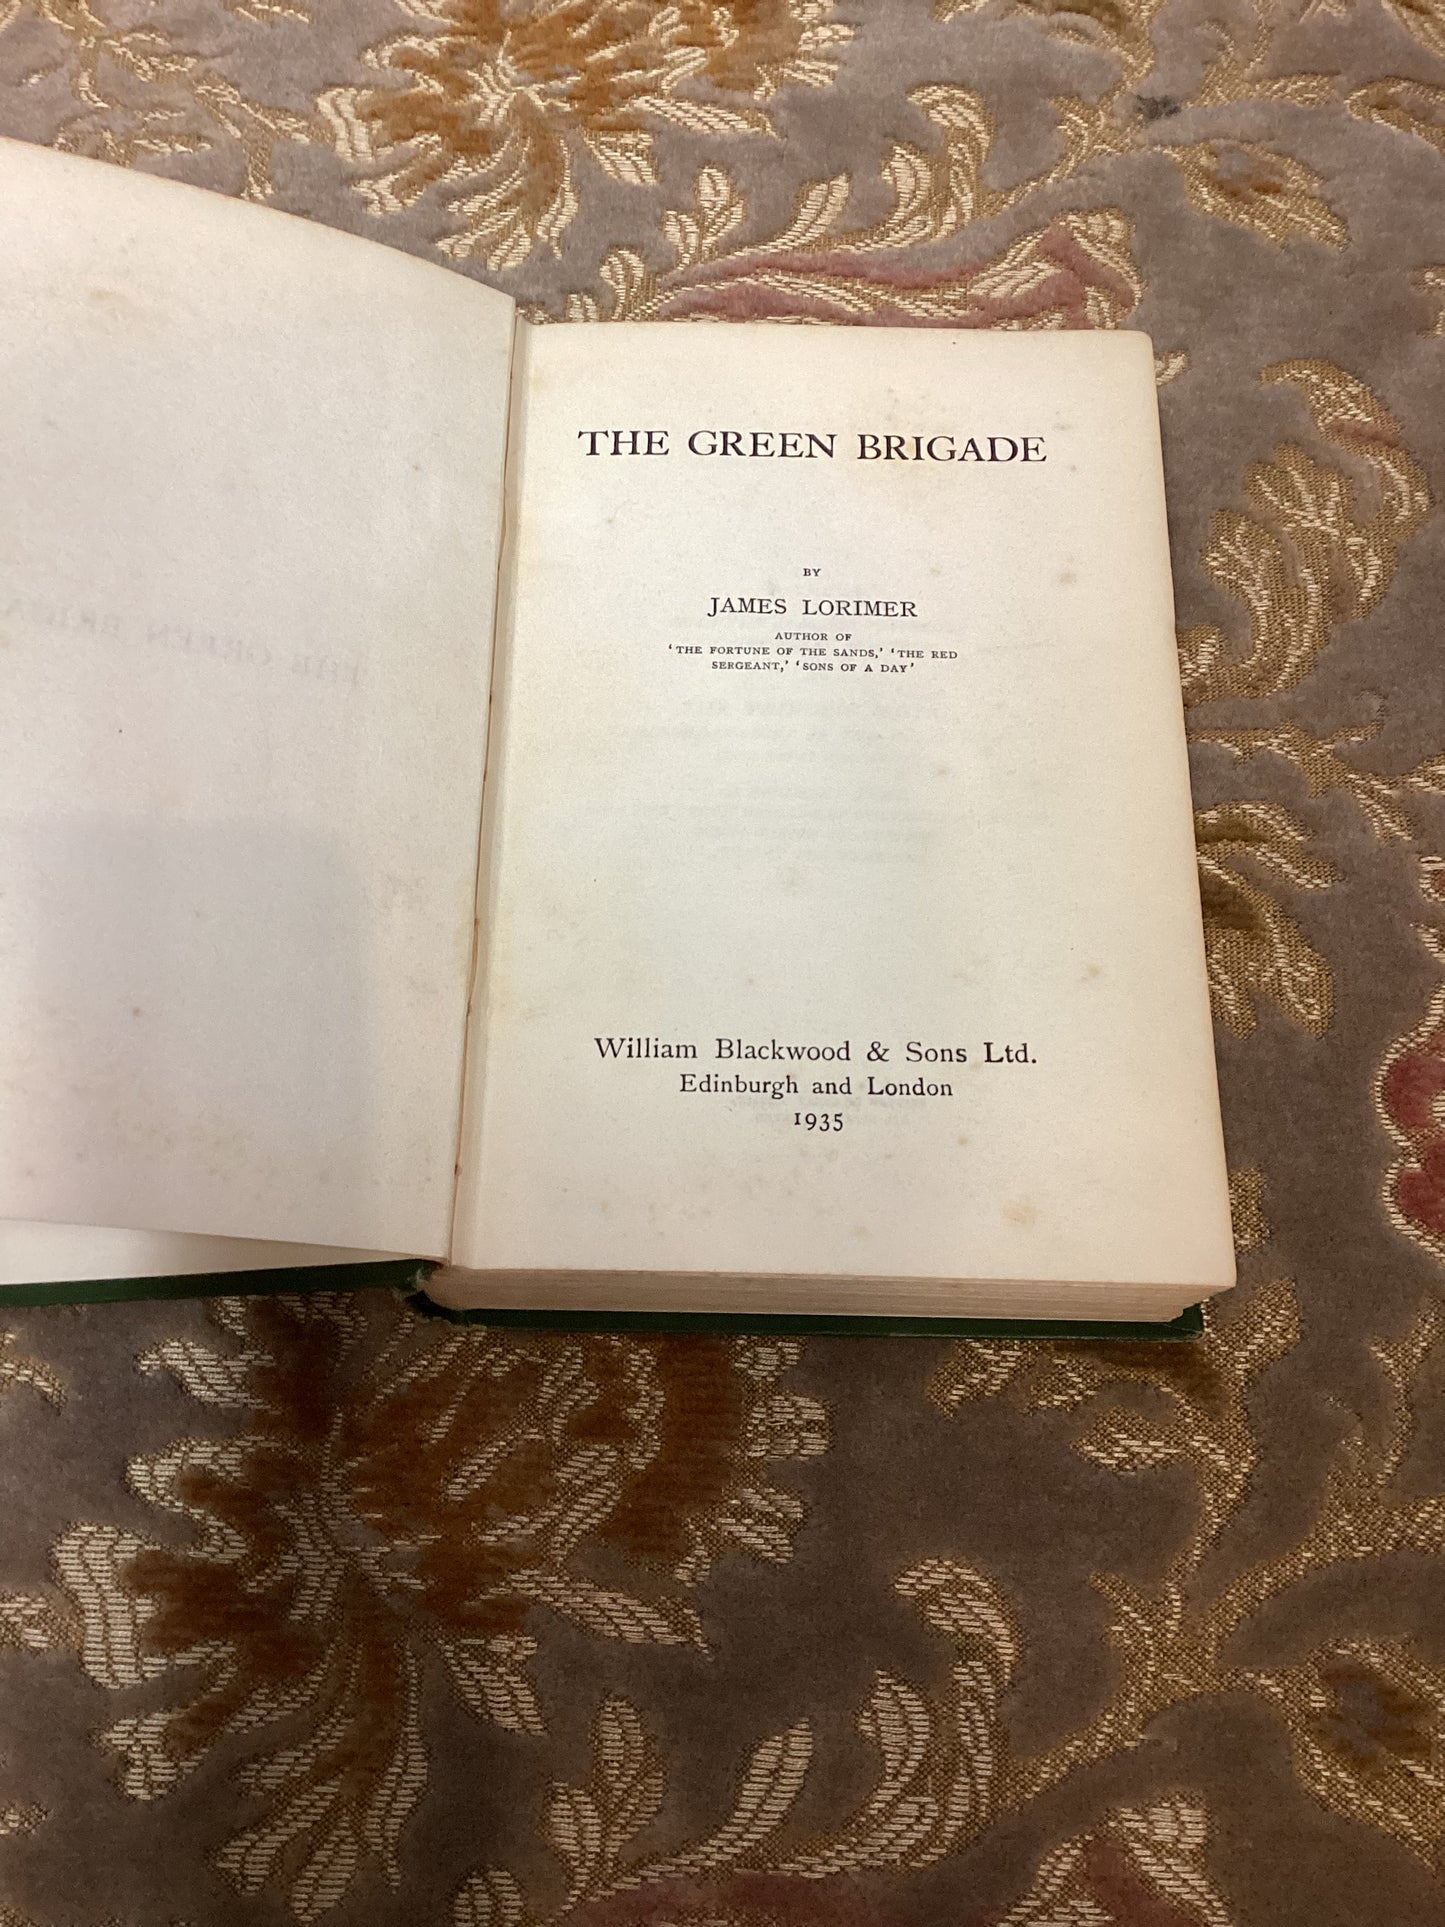 THE GREEN BRIGADE
BY
JAMES LORIMER
AUTHOR OF
‘THE FORTUNE OF THE SANDS,’ ‘THE RED
SERGEANT,’ ‘SONS OF A DAY’
William Blackwood & Sons Ltd.
Edinburgh and London
1935